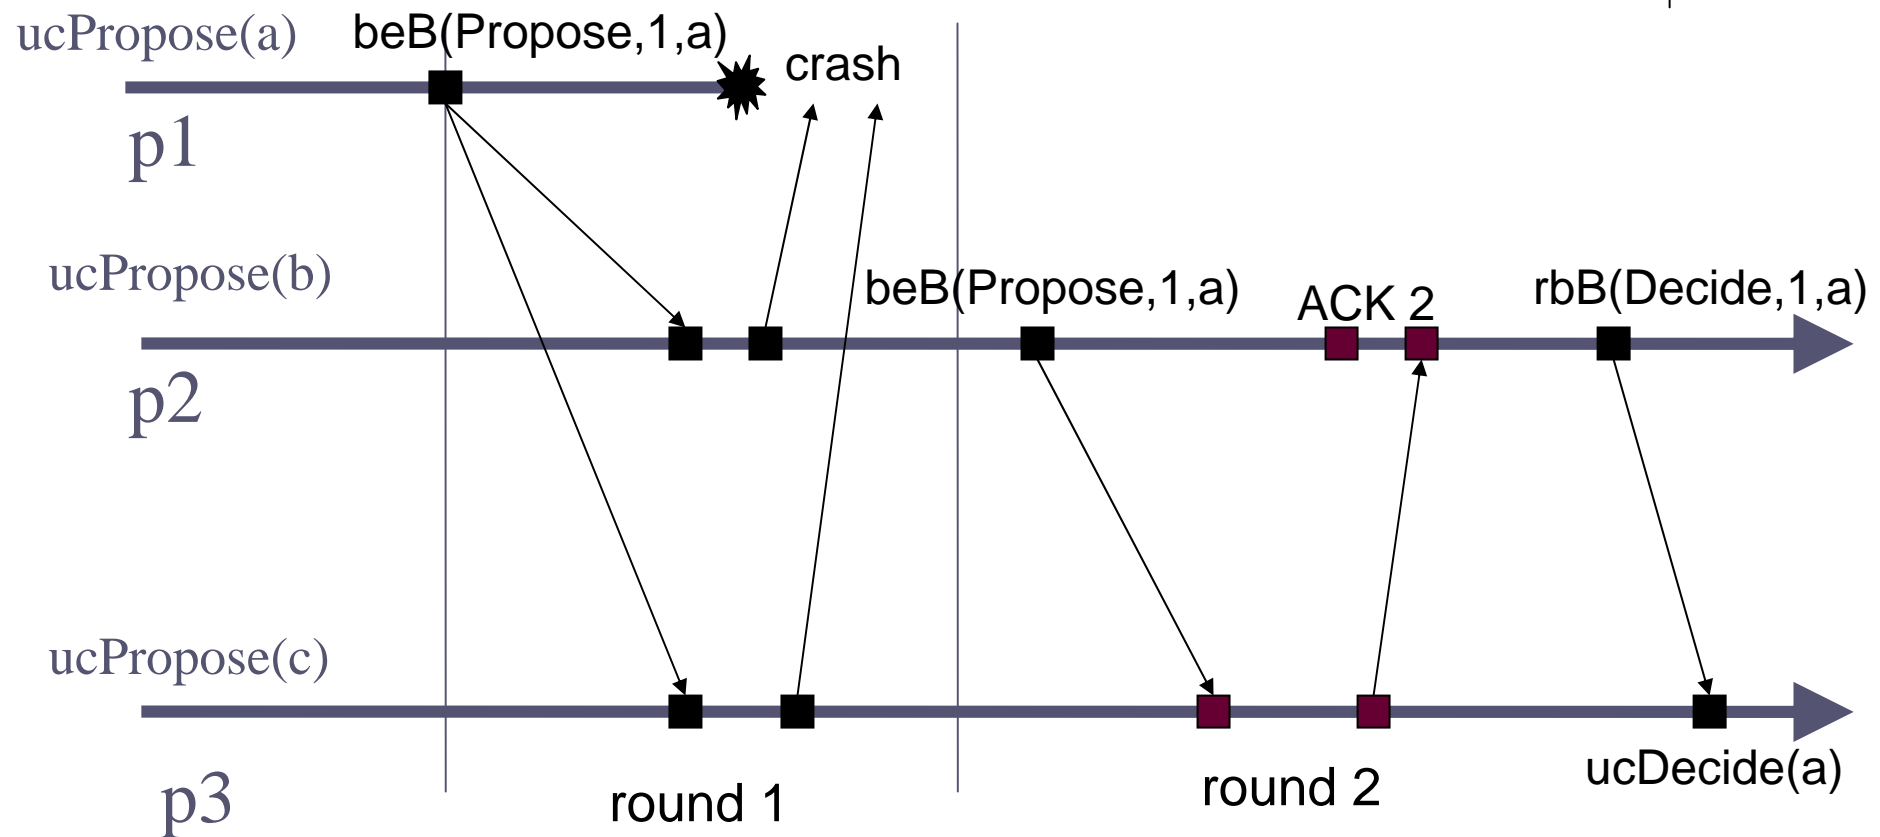 ucPropose(a)
beB(Propose,1,a)
crash
p1
ucPropose(b)
beB(Propose,1,a)
ACK 2
rbB(Decide,1,a)
p2
ucPropose(c)
p3
round 1
round 2
ucDecide(a)